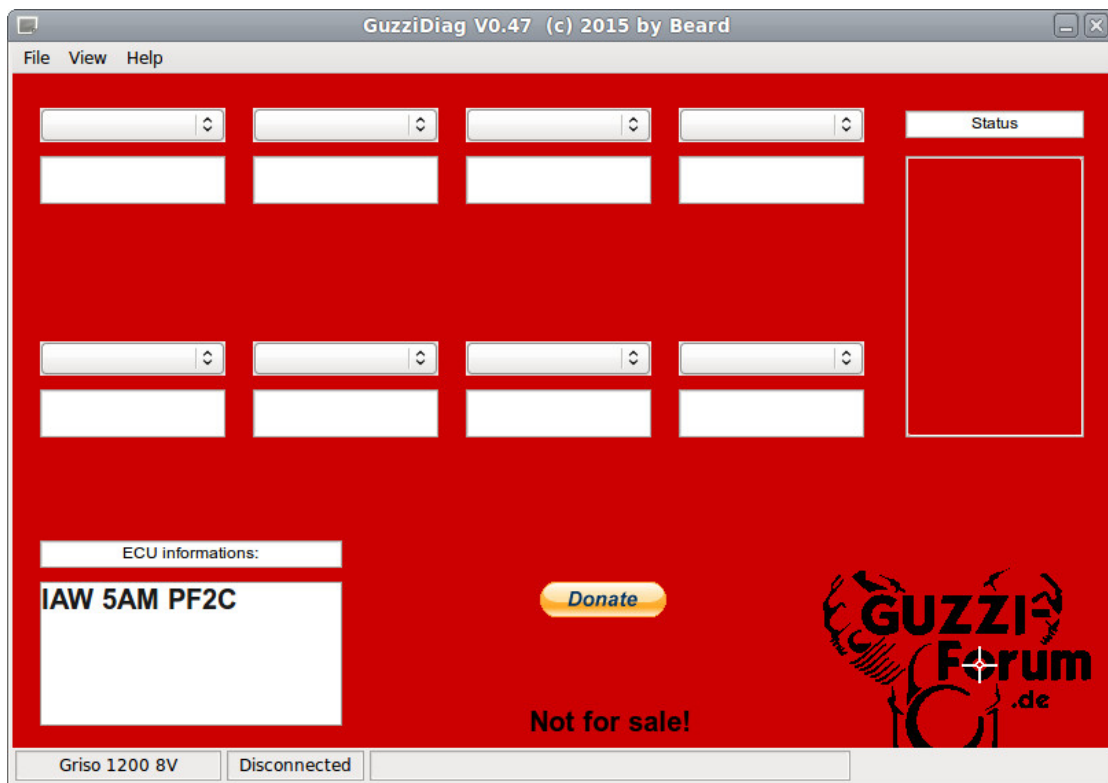 GuzziDiag V0.47 (c) 2015 by Beard
File View Help
Status
ECU informations:
IAW 5AM PF2C
Donate
GUZZI
Forum
.de
Not for sale!
Griso 1200 8V Disconnected